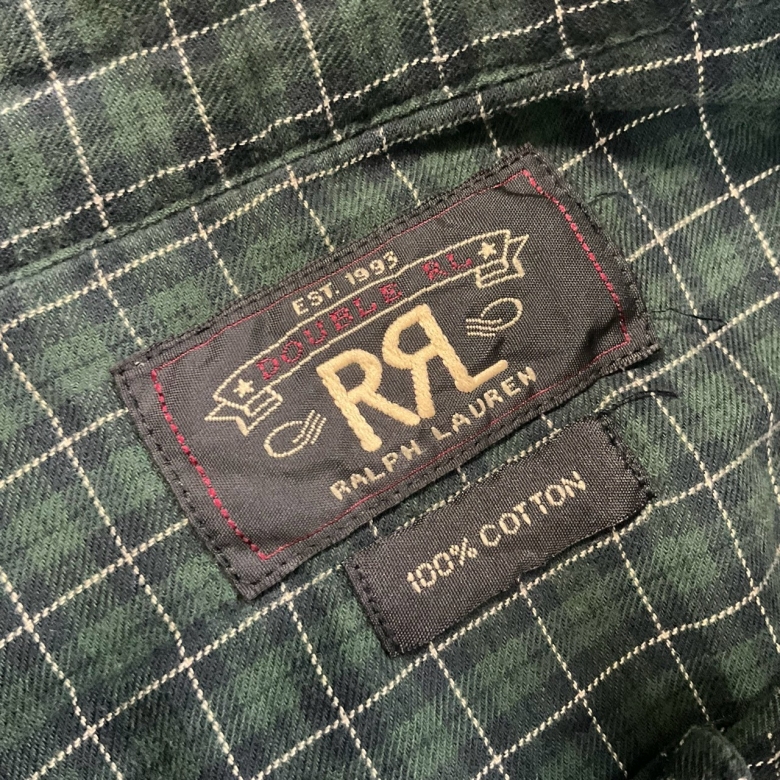 EST. 1993
DOUBLE RL
RRL
RALPH LAUREN
100% COTTON